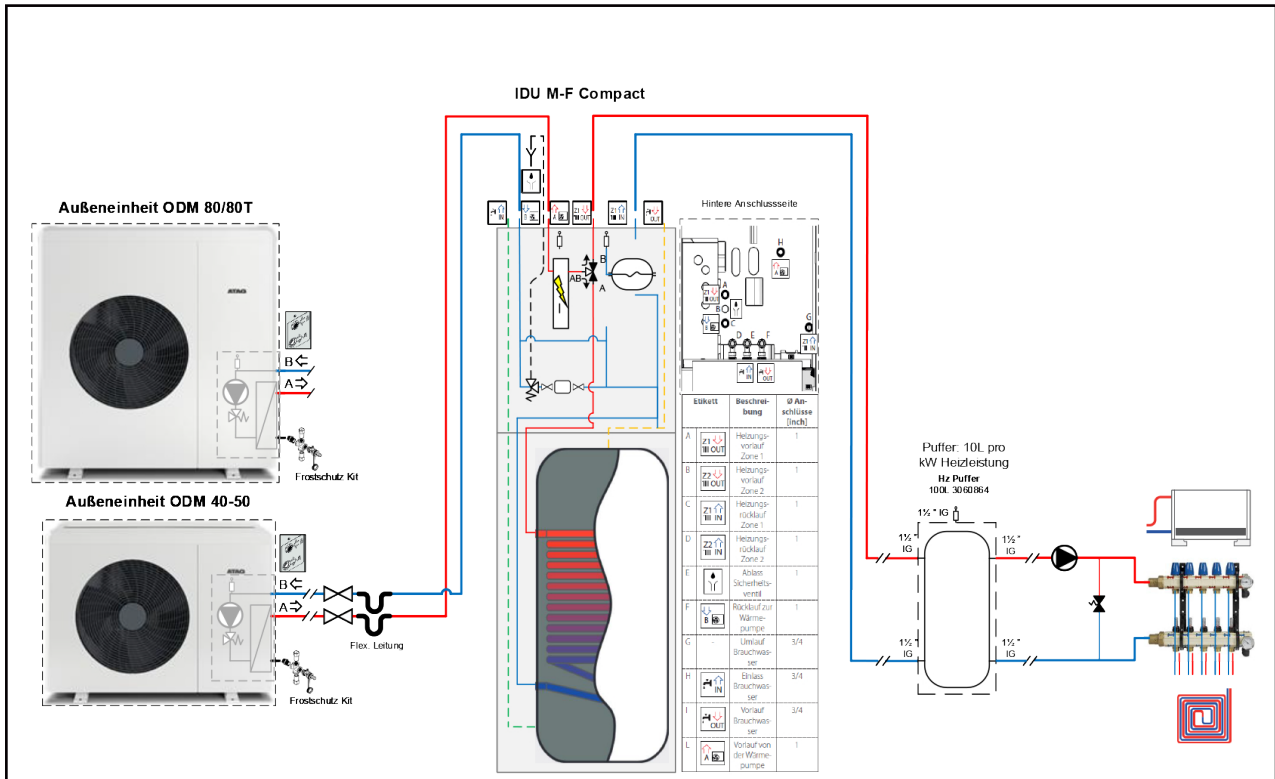 IDU M-F Compact
Außeneinheit ODM 80/80T
ATAG
B
A
Frostschutz Kit
Außeneinheit ODM 40-50
B
A
Flex. Leitung
Frostschutz Kit
IN
B
A
Z1
OUT
Z1
IN
OUT
B
AB
A
Hintere Anschlussseite
H
A
Z1
OUT
A
B
C
B
G
Z1
IN
D E F
IN
OUT
Etikett
Beschrei-
bung
Ø An-
schlüsse
[inch]
A
Z1
OUT
Heizungs-
vorlauf
Zone 1
1
B
Z2
OUT
Heizungs-
vorlauf
Zone 2
1
C
Z1
IN
Heizungs-
rücklauf
Zone 1
1
D
Z2
IN
Heizungs-
rücklauf
Zone 2
1
E
Ablass
Sicherheits-
ventil
1
F
B
Rücklauf zur
Wärme-
pumpe
1
G
-
Umlauf
Brauchwas-
ser
3/4
H
IN
Einlass
Brauchwas-
ser
3/4
I
OUT
Vorlauf
Brauchwas-
ser
3/4
L
A
Vorlauf von
der Wärme-
pumpe
1
Puffer: 10L pro
kW Heizleistung
Hz Puffer
100L 3060864
1½ " IG
1½ "
IG
1½ "
IG
1½ "
IG
1½ "
IG